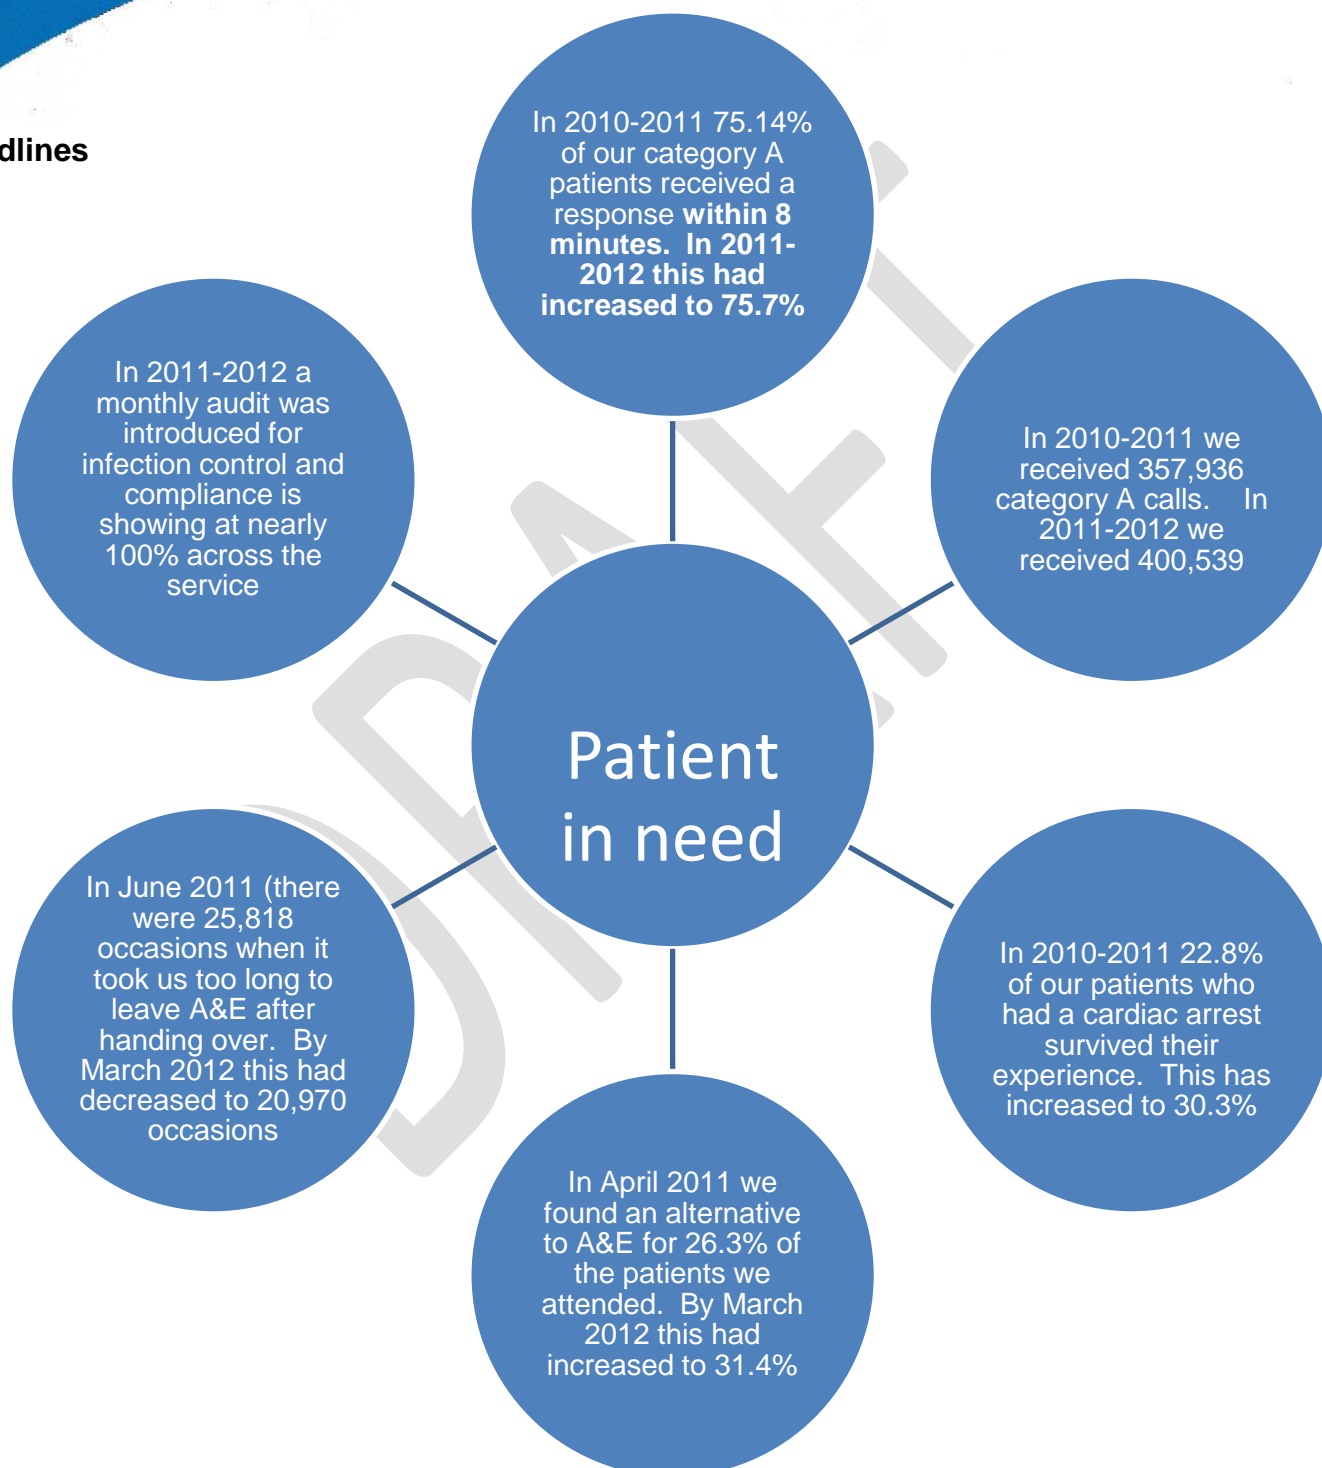 dlines
In 2010-2011 75.14%
of our category A
patients received a
response within 8
minutes.  In 2011-
2012 this had
increased to 75.7%
In 2010-2011 we
received 357,936
category A calls.    In
2011-2012 we
received 400,539
In 2010-2011 22.8%
of our patients who
had a cardiac arrest
survived their
experience.  This has
increased to 30.3%
In April 2011 we
found an alternative
to A&E for 26.3% of
the patients we
attended.  By March
2012 this had
increased to 31.4%
In June 2011 (there
were 25,818
occasions when it
took us too long to
leave A&E after
handing over.  By
March 2012 this had
decreased to 20,970
occasions
In 2011-2012 a
monthly audit was
introduced for
infection control and
compliance is
showing at nearly
100% across the
service
Patient
in need
DRAFT